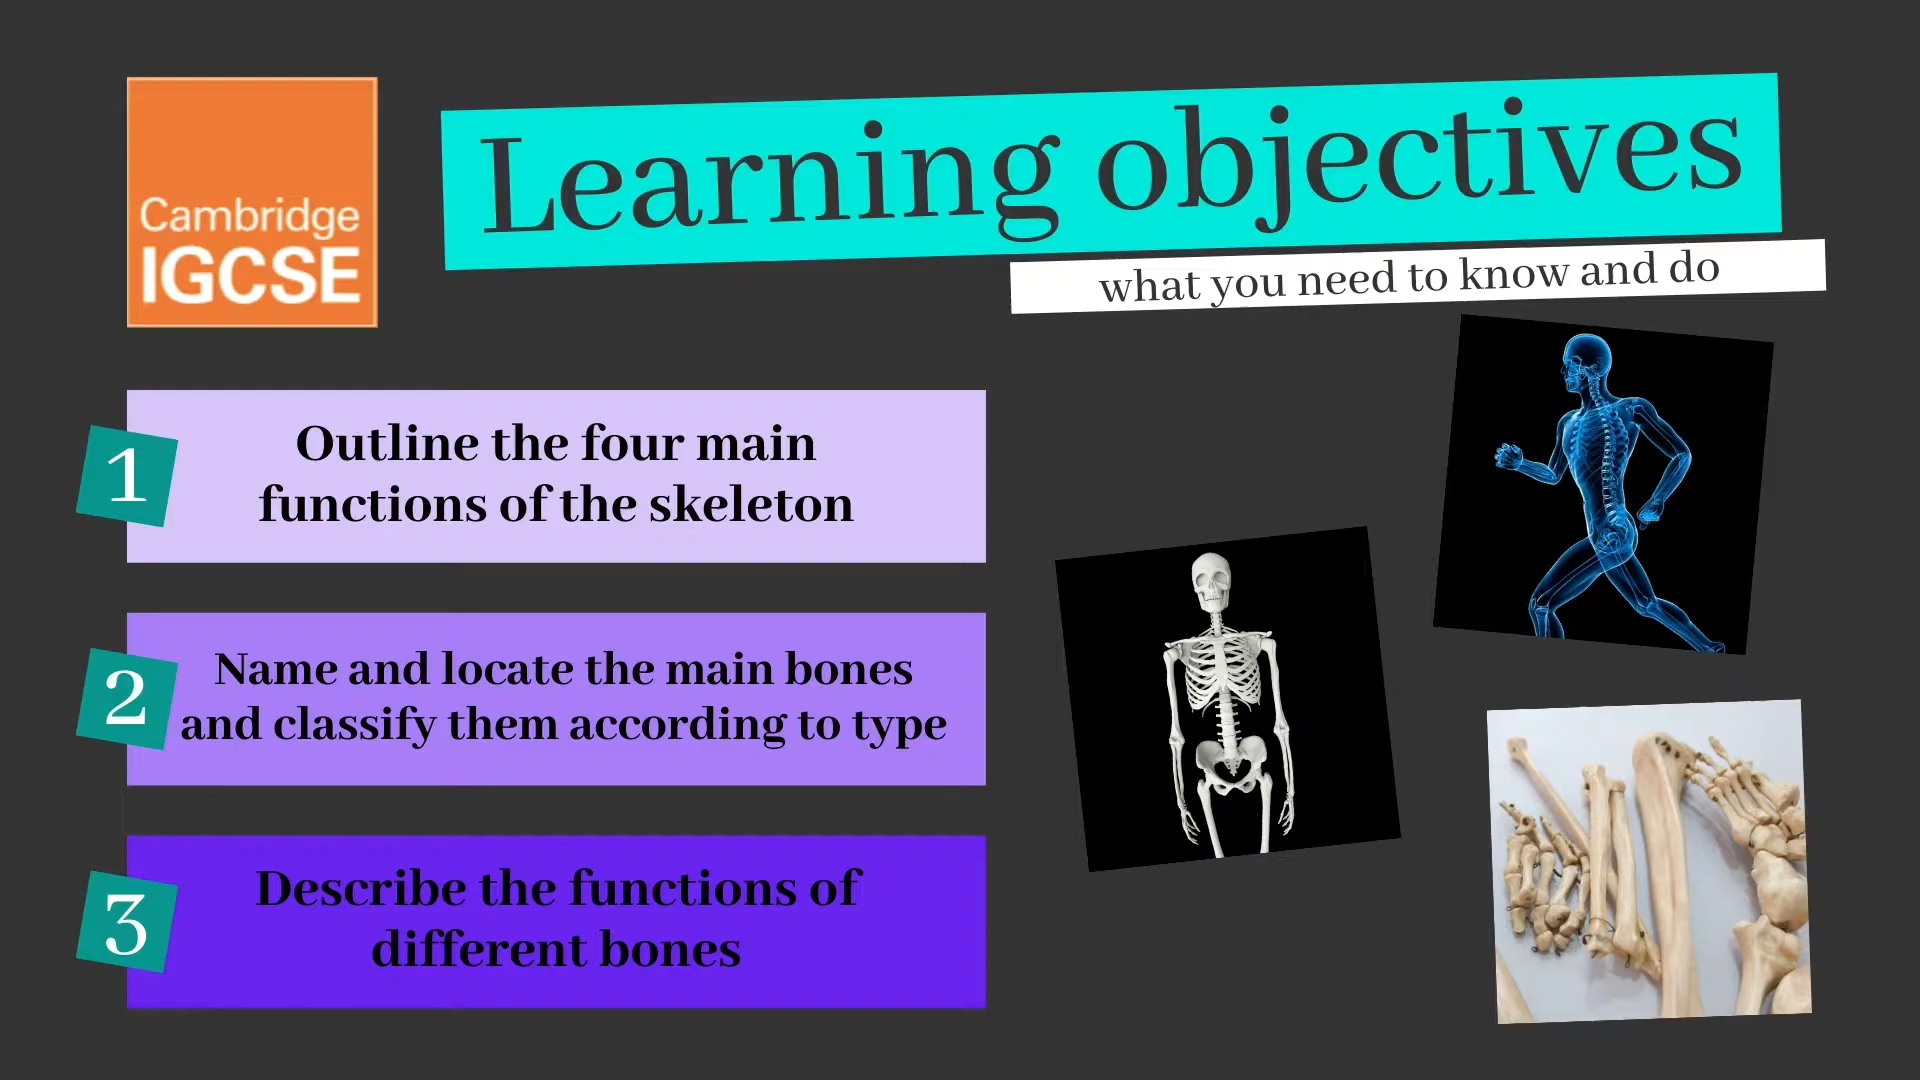 Cambridge
IGCSE
Learning objectives
what you need to know and do
1
Outline the four main
functions of the skeleton
2
Name and locate the main bones
and classify them according to type
3
Describe the functions of
different bones